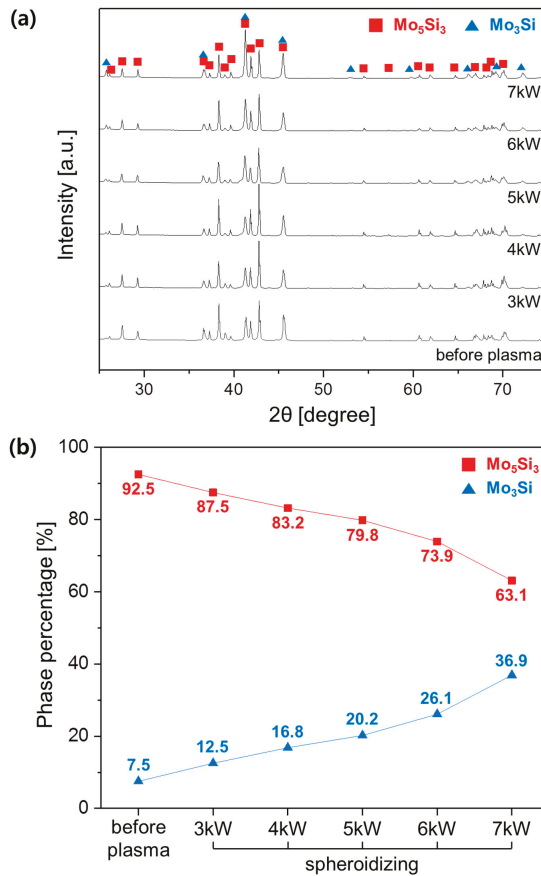 (a)
Mo₅Si₃ Mo₃Si
7kW
6kW
5kW
4kW
3kW
before plasma
Intensity [a.u.]
30 40 50 60 70
2θ [degree]
(b)
Mo₅Si₃
Mo₃Si
100
80
60
40
20
0
Phase percentage [%]
92.5
87.5
83.2
79.8
73.9
63.1
7.5
12.5
16.8
20.2
26.1
36.9
before
plasma
3kW 4kW 5kW 6kW 7kW
spheroidizing